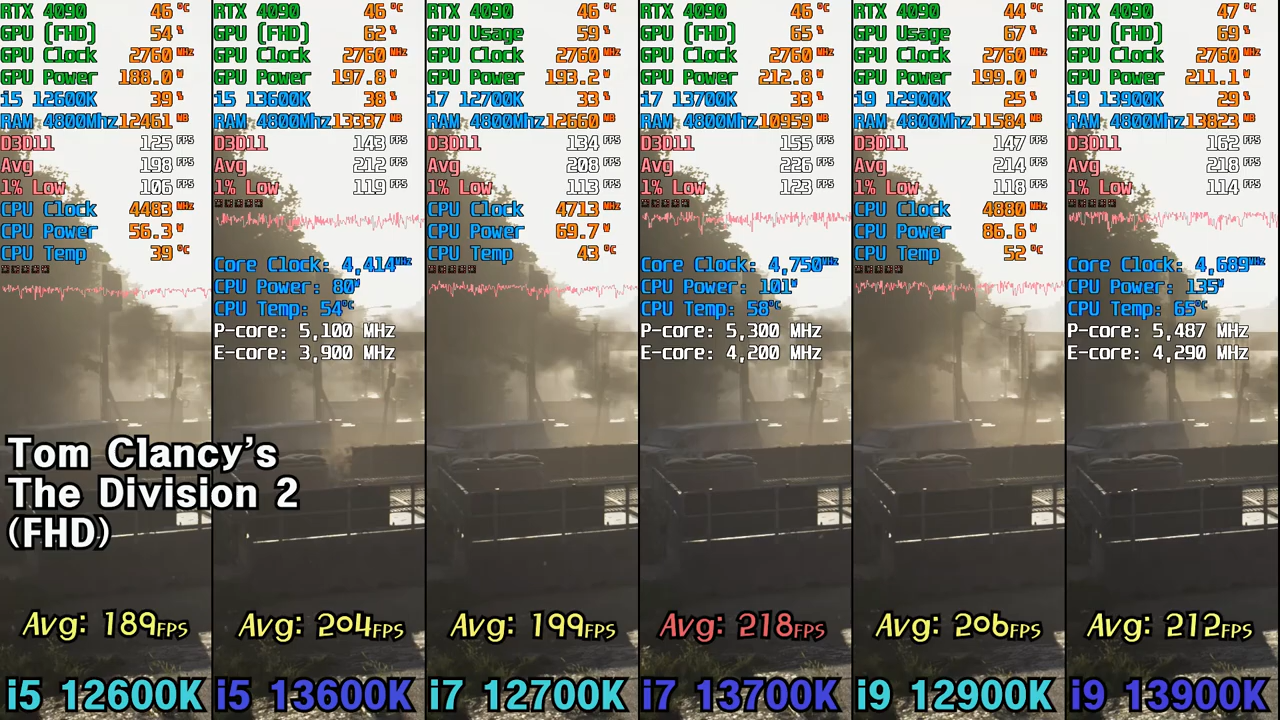 RTX 4090 46 °C
GPU (FHD) 54 %
GPU Clock 2760 MHz
GPU Power 188.0 W
i5 12600K 39 %
RAM 4800Mhz 12461 MB
D3D11 125 FPS
Avg 198 FPS
1% Low 106 FPS
CPU Clock 4483 MHz
CPU Power 56.3 W
CPU Temp 39 °C
RTX 4090 46 °C
GPU (FHD) 62 %
GPU Clock 2760 MHz
GPU Power 197.8 W
i5 13600K 38 %
RAM 4800Mhz 13337 MB
D3D11 143 FPS
Avg 212 FPS
1% Low 119 FPS
Core Clock: 4,414 MHz
CPU Power: 80 W
CPU Temp: 54 °C
P-core: 5,100 MHz
E-core: 3,900 MHz
RTX 4090 46 °C
GPU Usage 59 %
GPU Clock 2760 MHz
GPU Power 193.2 W
i7 12700K 33 %
RAM 4800Mhz 12660 MB
D3D11 134 FPS
Avg 208 FPS
1% Low 113 FPS
CPU Clock 4713 MHz
CPU Power 69.7 W
CPU Temp 43 °C
RTX 4090 46 °C
GPU (FHD) 65 %
GPU Clock 2760 MHz
GPU Power 212.8 W
i7 13700K 33 %
RAM 4800Mhz 10959 MB
D3D11 155 FPS
Avg 226 FPS
1% Low 123 FPS
Core Clock: 4,750 MHz
CPU Power: 101 W
CPU Temp: 58 °C
P-core: 5,300 MHz
E-core: 4,200 MHz
RTX 4090 44 °C
GPU Usage 67 %
GPU Clock 2760 MHz
GPU Power 199.0 W
i9 12900K 25 %
RAM 4800Mhz 11584 MB
D3D11 147 FPS
Avg 214 FPS
1% Low 118 FPS
CPU Clock 4880 MHz
CPU Power 86.6 W
CPU Temp 52 °C
RTX 4090 47 °C
GPU (FHD) 69 %
GPU Clock 2760 MHz
GPU Power 211.1 W
i9 13900K 29 %
RAM 4800Mhz 13823 MB
D3D11 162 FPS
Avg 218 FPS
1% Low 114 FPS
Core Clock: 4,689 MHz
CPU Power: 135 W
CPU Temp: 65 °C
P-core: 5,487 MHz
E-core: 4,290 MHz
Tom Clancy's
The Division 2
(FHD)
Avg: 189FPS
Avg: 204FPS
Avg: 199FPS
Avg: 218FPS
Avg: 206FPS
Avg: 212FPS
i5 12600K
i5 13600K
i7 12700K
i7 13700K
i9 12900K
i9 13900K